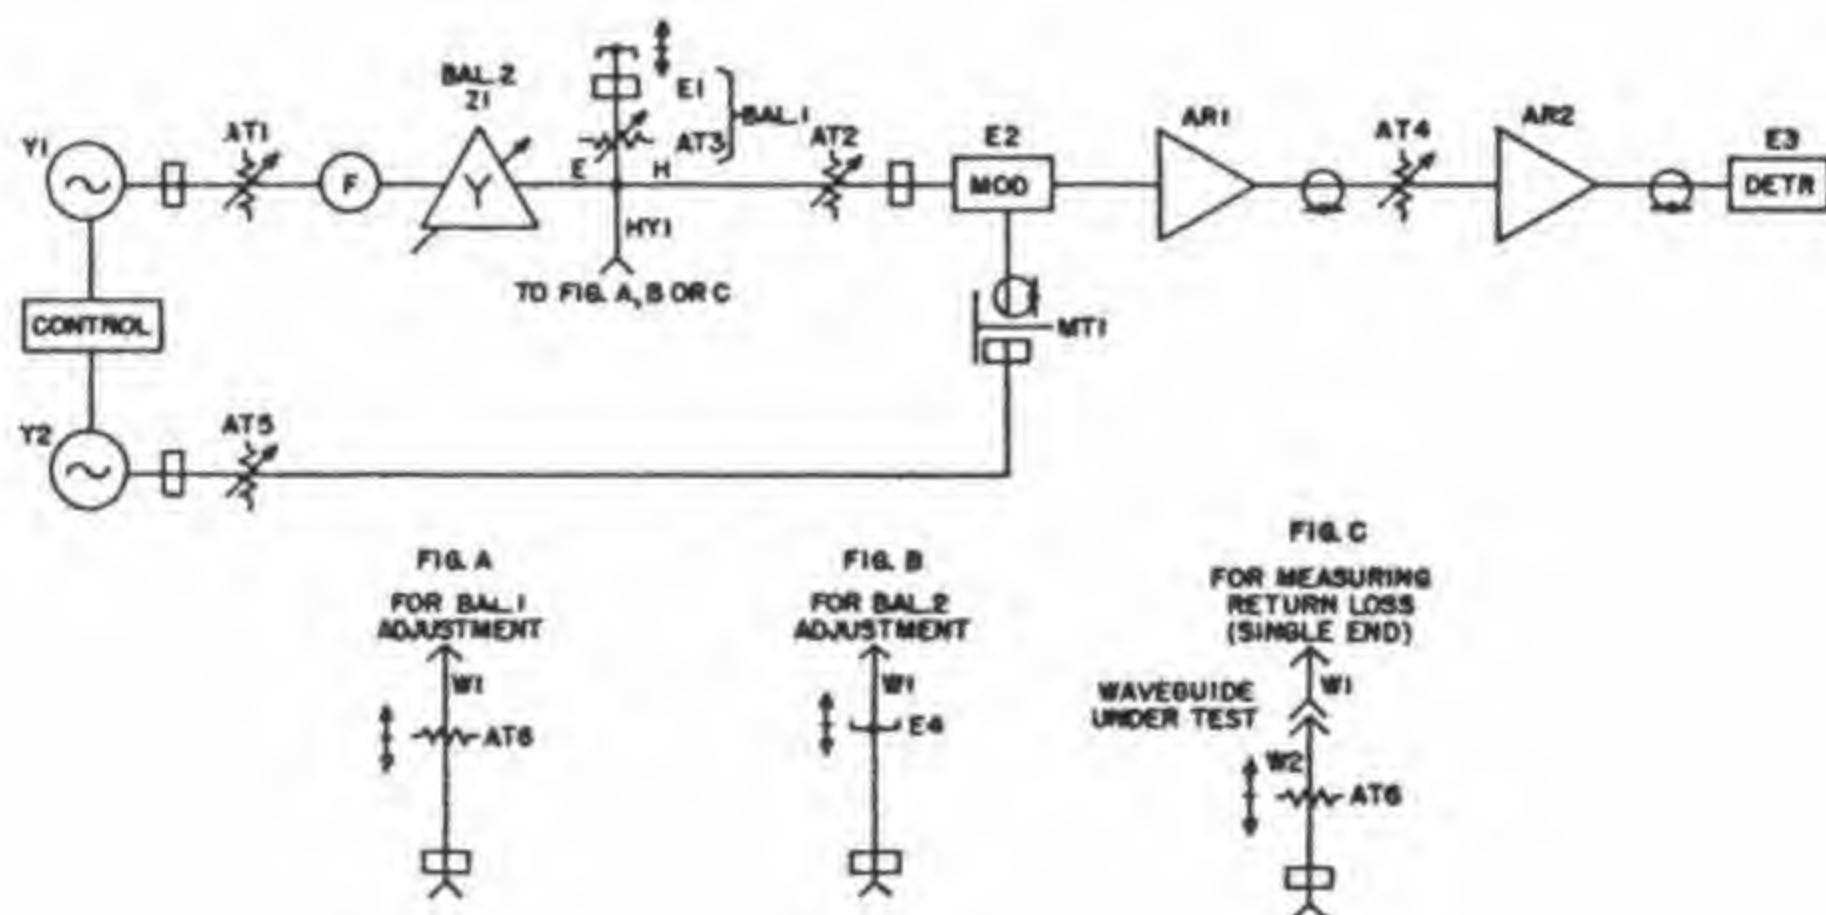 Y1
AT1
F
BAL.2
Z1
Y
E1
AT3
BAL.1
E
H
HY1
TO FIG. A, B OR C
AT2
E2
MOD
AR1
AT4
AR2
E3
DETR
CONTROL
MT1
Y2
AT5
FIG. A
FOR BAL.1
ADJUSTMENT
W1
AT6
FIG. B
FOR BAL.2
ADJUSTMENT
W1
E4
FIG. C
FOR MEASURING
RETURN LOSS
(SINGLE END)
W1
WAVEGUIDE
UNDER TEST
W2
AT6